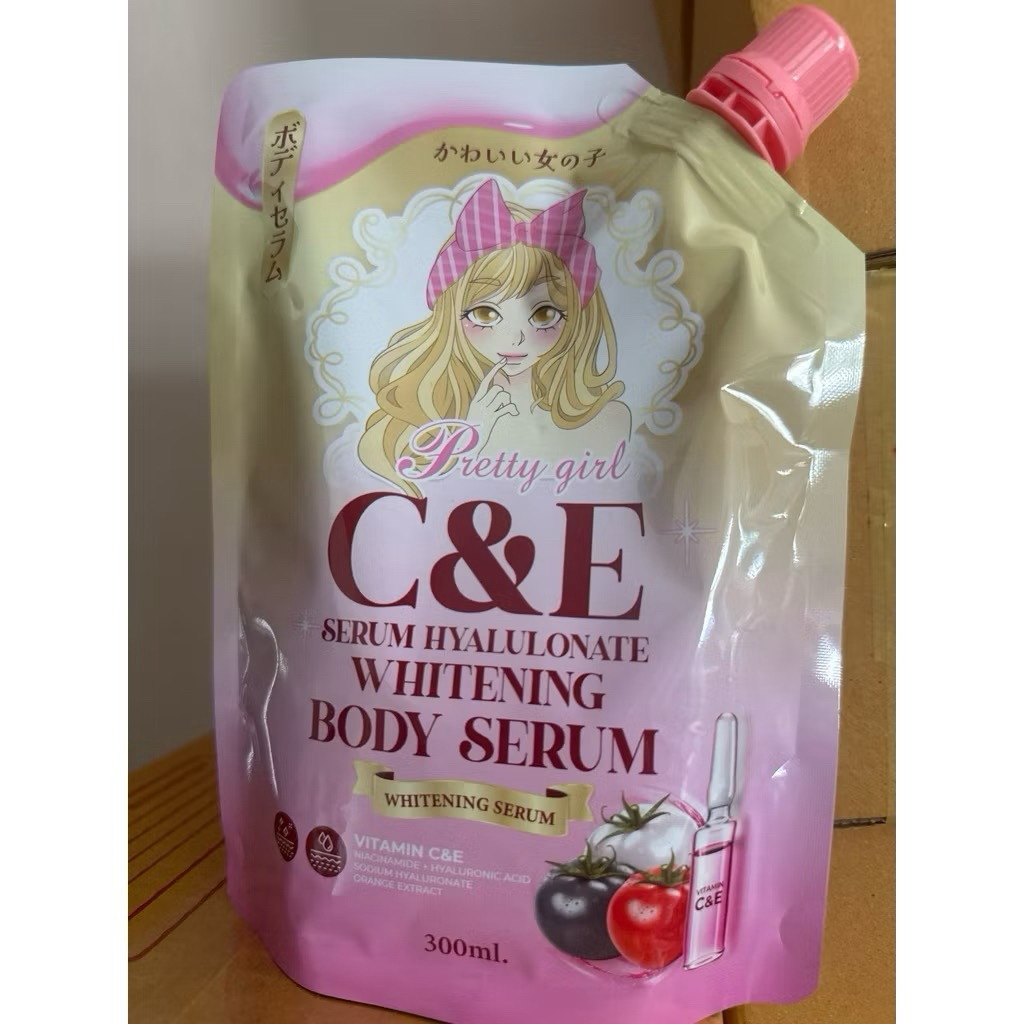 ボディセラム
かわいい女の子
Pretty girl
C&E
SERUM HYALULONATE
WHITENING
BODY SERUM
WHITENING SERUM
VITAMIN C&E
NIACINAMIDE + HYALURONIC ACID
SODIUM HYALURONATE
ORANGE EXTRACT
VITAMIN
C&E
300ml.